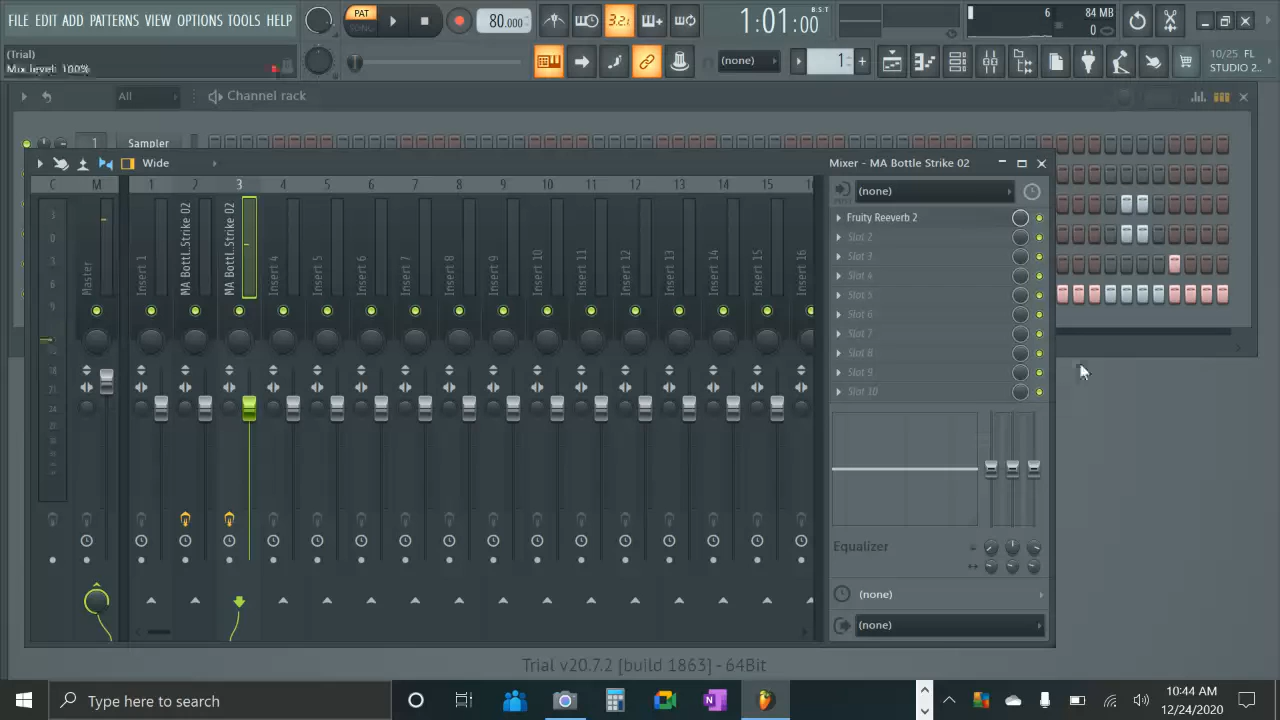 FILE EDIT ADD PATTERNS VIEW OPTIONS TOOLS HELP
PAT
SONG
80.000
3.2.1
1:01:00
B:S:T
6
84 MB
0
(Trial)
Mix level: 100%
(none)
1
10/25 FL
STUDIO 2..
All
Channel rack
1
Sampler
Wide
Mixer - MA Bottle Strike 02
C M 1 2 3 4 5 6 7 8 9 10 11 12 13 14 15
Master
Insert 1
MA Bottl..Strike 02
MA Bottl..Strike 02
Insert 4
Insert 5
Insert 6
Insert 7
Insert 8
Insert 9
Insert 10
Insert 11
Insert 12
Insert 13
Insert 14
Insert 15
Insert 16
(none)
Fruity Reeverb 2
Slot 2
Slot 3
Slot 4
Slot 5
Slot 6
Slot 7
Slot 8
Slot 9
Slot 10
Equalizer
(none)
(none)
Trial v20.7.2 [build 1863] - 64Bit
Type here to search
10:44 AM
12/24/2020